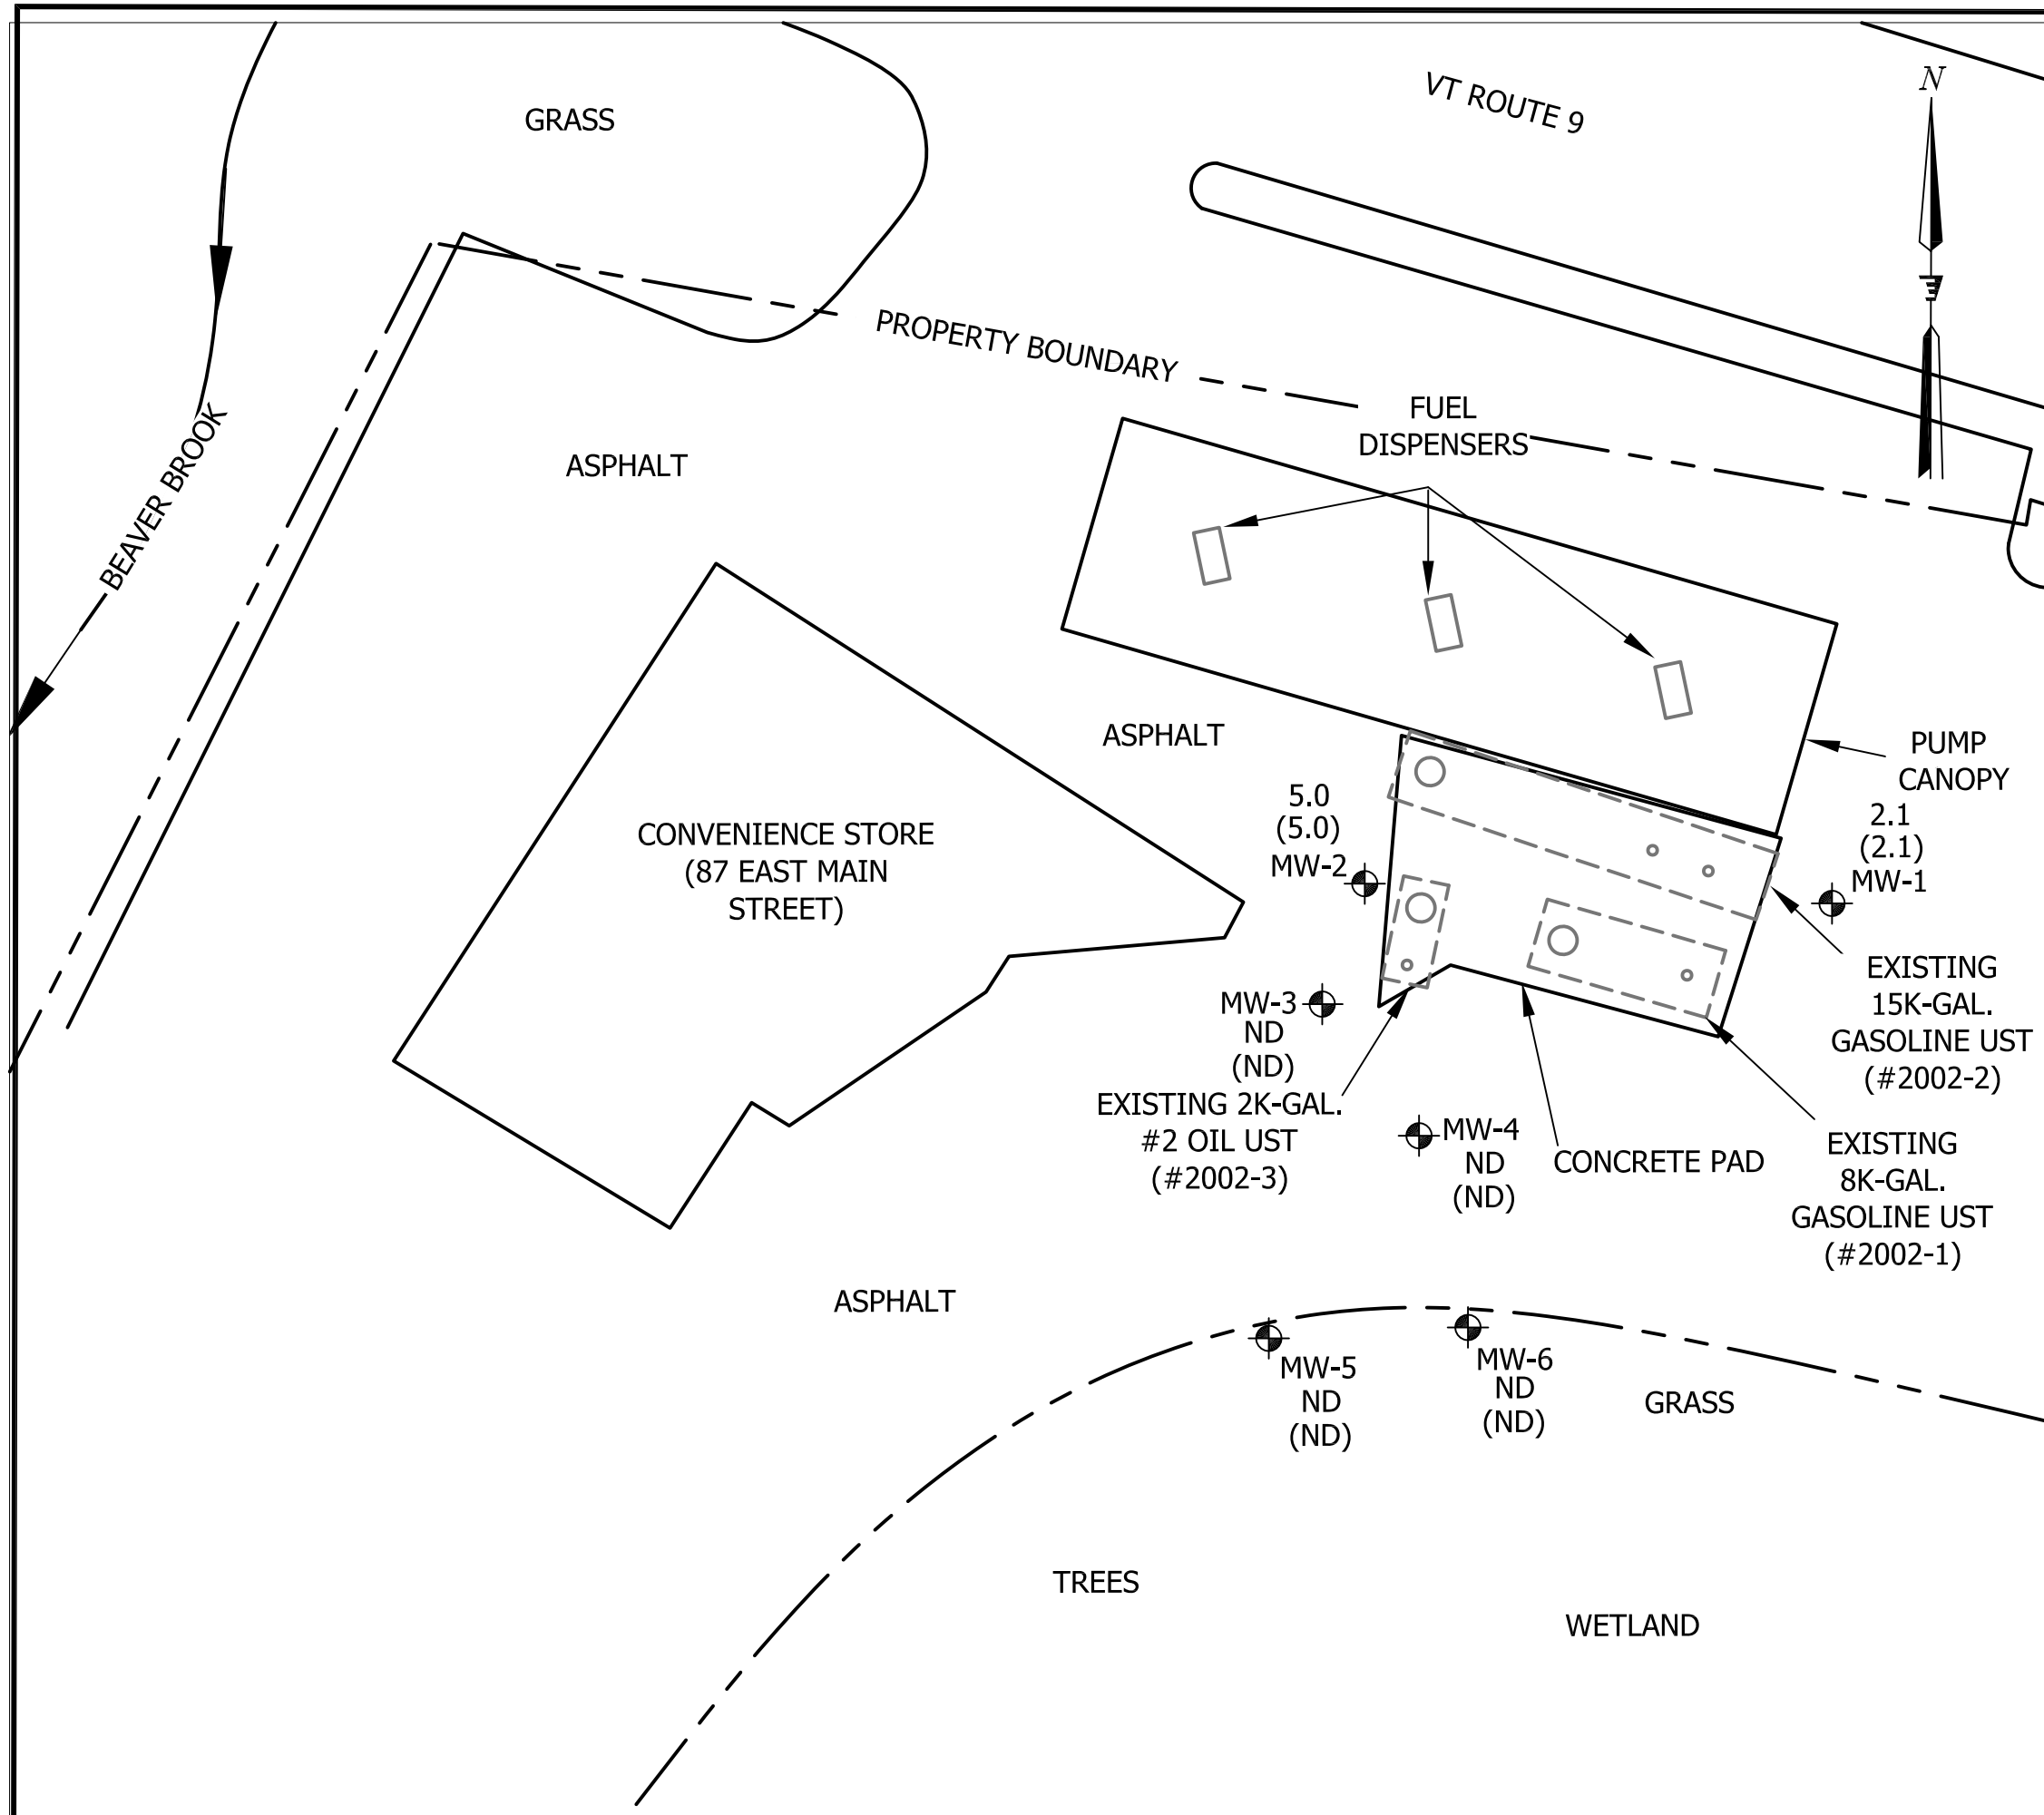 GRASS
VT ROUTE 9
N
PROPERTY BOUNDARY
FUEL
DISPENSERS
BEAVER BROOK
ASPHALT
ASPHALT
PUMP
CANOPY
5.0
(5.0)
MW-2
2.1
(2.1)
MW-1
CONVENIENCE STORE
(87 EAST MAIN
STREET)
MW-3
ND
(ND)
EXISTING
15K-GAL.
GASOLINE UST
(#2002-2)
EXISTING 2K-GAL.
#2 OIL UST
(#2002-3)
MW-4
ND
(ND)
CONCRETE PAD
EXISTING
8K-GAL.
GASOLINE UST
(#2002-1)
ASPHALT
MW-5
ND
(ND)
MW-6
ND
(ND)
GRASS
TREES
WETLAND